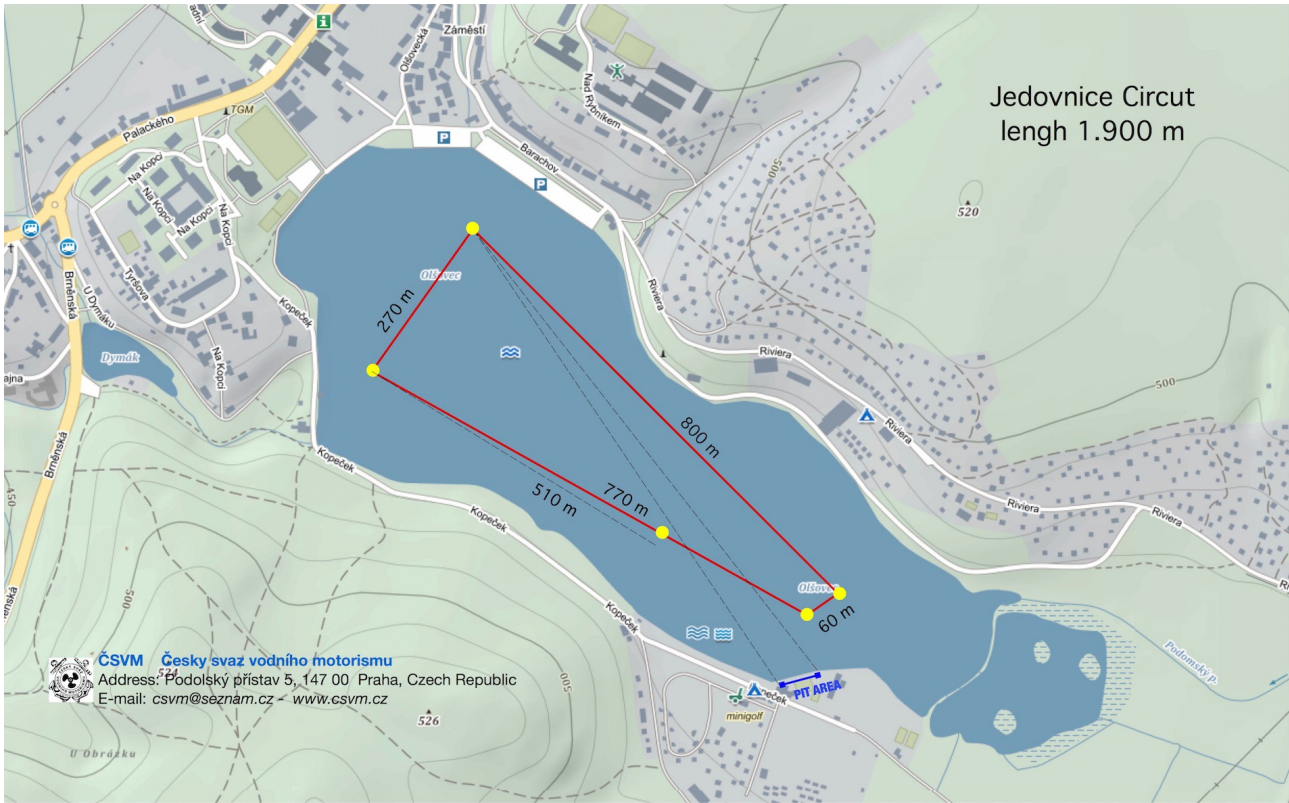 Záměstí
Olšovecká
Nad Rybníkem
TGM
Palackého
P
Barachov
P
Jedovnice Circut
lengh 1.900 m
500
520
Na Kopci
Na Kopci
Na Kopci
Na Kopci
Tyršova
U Dymáku
Brněnská
Kopeček
Na Kopci
Dymák
Olšovec
270 m
Riviera
Riviera
500
Riviera
800 m
Brněnská
450
Kopeček
510 m
770 m
Kopeček
Riviera
Riviera
Olšovec
60 m
Kopeček
500
500
Podomský p.
ČSVM Česky svaz vodního motorismu
Address: Podolský přístav 5, 147 00 Praha, Czech Republic
E-mail: csvm@seznam.cz - www.csvm.cz
PIT AREA
minigolf
526
U Obrázku